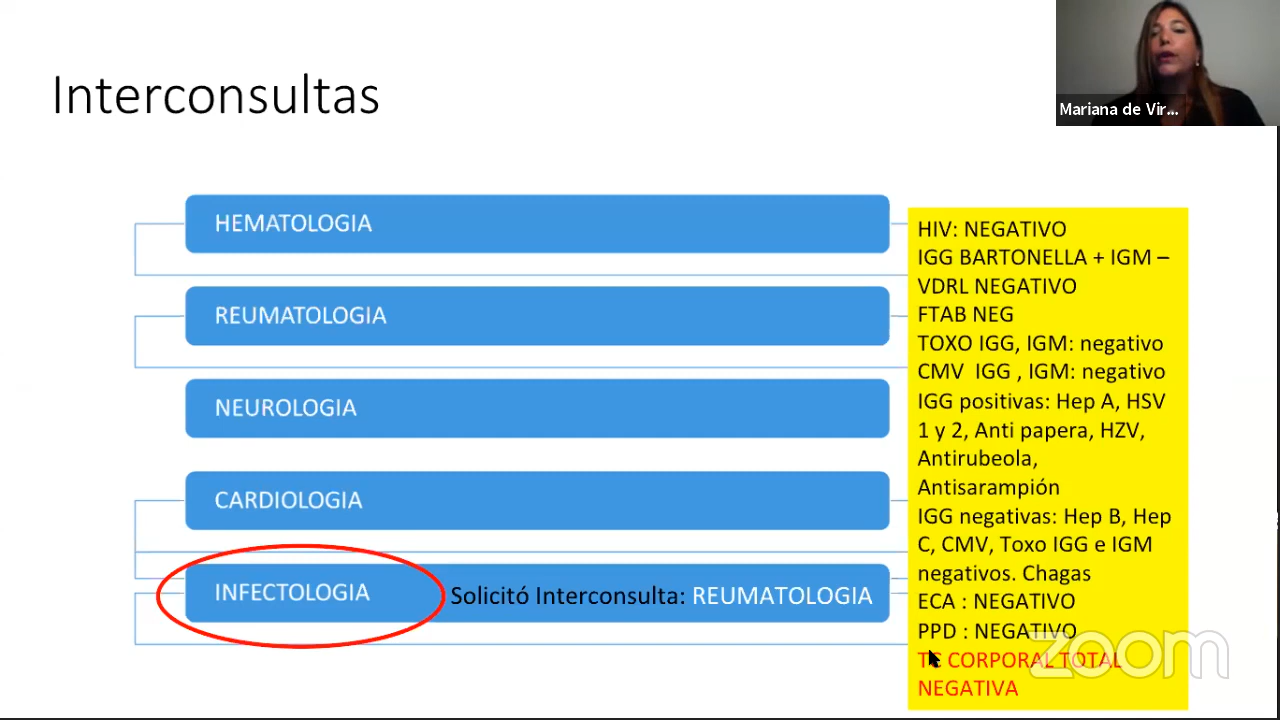 Mariana de Vir...
Interconsultas
HEMATOLOGIA
REUMATOLOGIA
NEUROLOGIA
CARDIOLOGIA
INFECTOLOGIA
Solicitó Interconsulta: REUMATOLOGIA
HIV: NEGATIVO
IGG BARTONELLA + IGM –
VDRL NEGATIVO
FTAB NEG
TOXO IGG, IGM: negativo
CMV IGG , IGM: negativo
IGG positivas: Hep A, HSV
1 y 2, Anti papera, HZV,
Antirubeola,
Antisarampión
IGG negativas: Hep B, Hep
C, CMV, Toxo IGG e IGM
negativos. Chagas
ECA : NEGATIVO
PPD : NEGATIVO
TC CORPORAL TOTAL
NEGATIVA
zoom